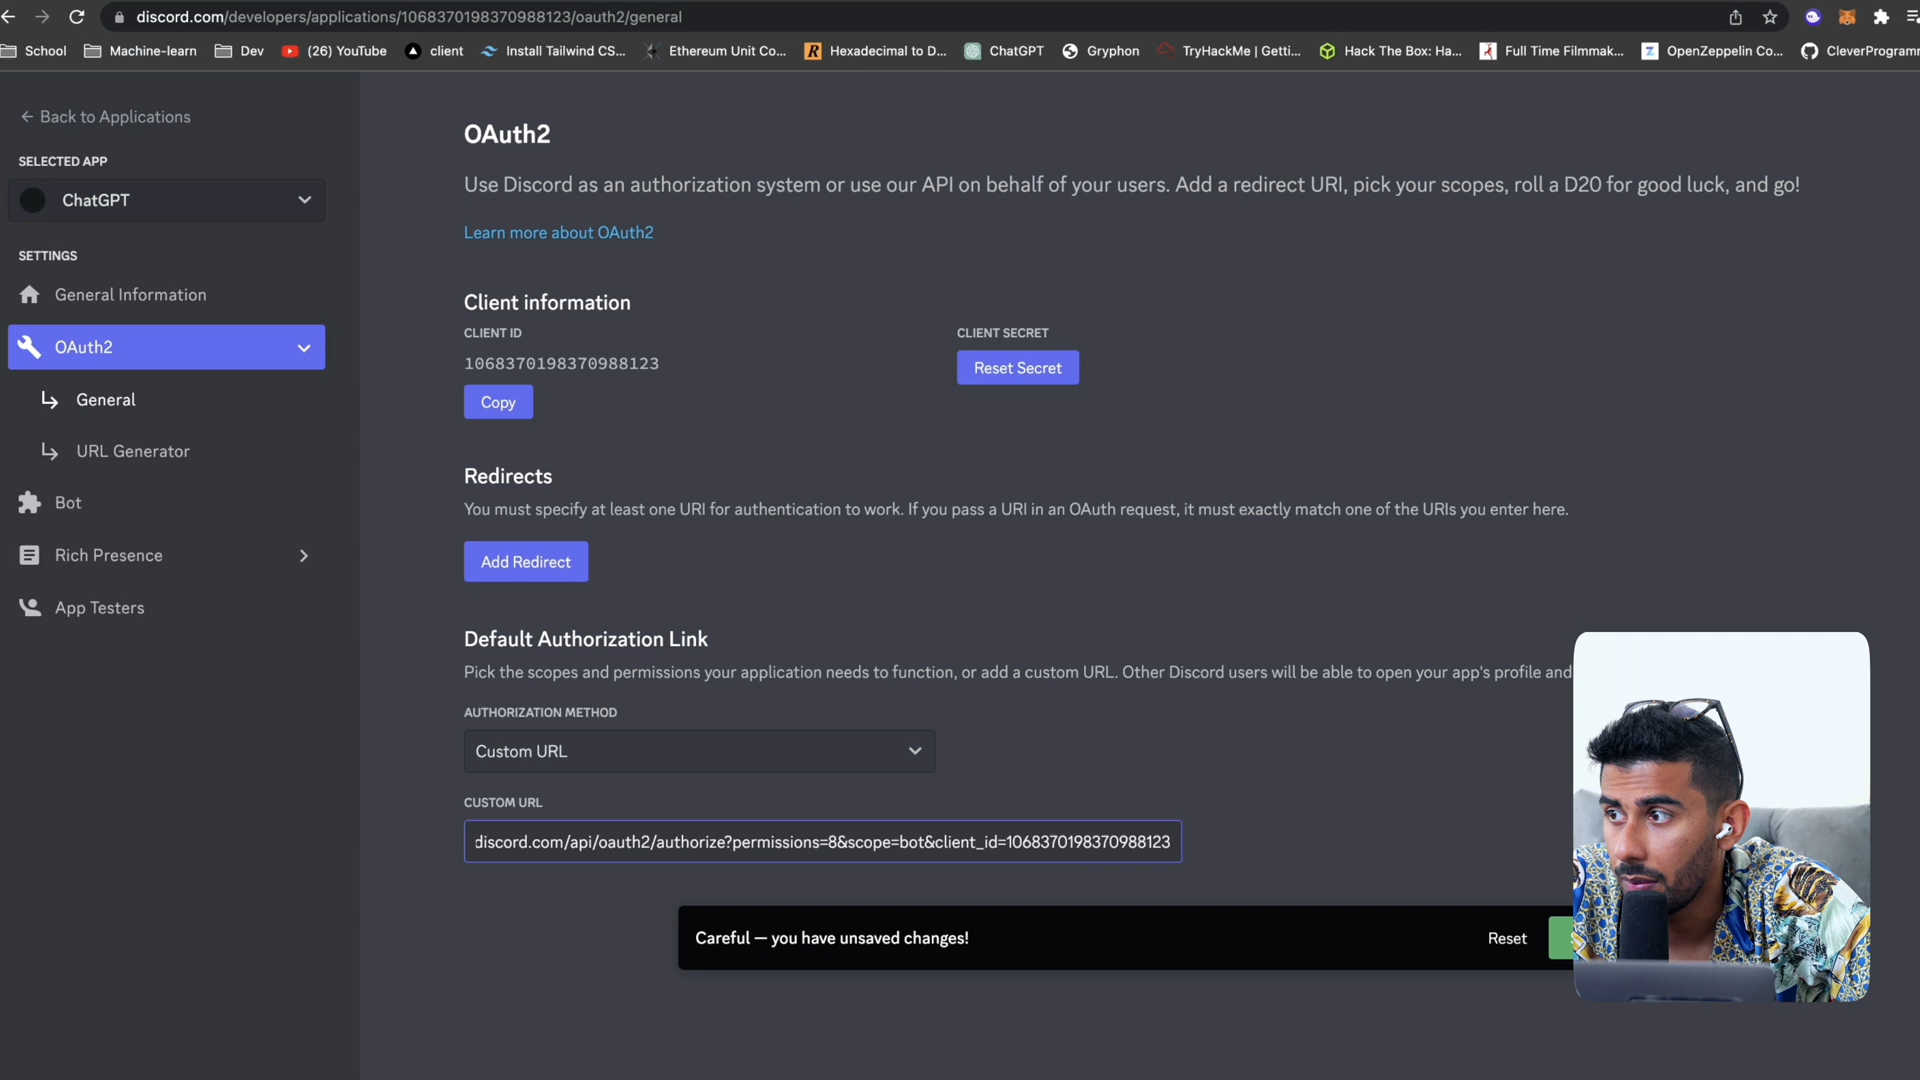 discord.com/developers/applications/1068370198370988123/oauth2/general
School Machine-learn Dev (26) YouTube client Install Tailwind CS... Ethereum Unit Co... Hexadecimal to D... ChatGPT Gryphon TryHackMe | Getti... Hack The Box: Ha... Full Time Filmmak... OpenZeppelin Co... CleverProgramm
Back to Applications
SELECTED APP
ChatGPT
SETTINGS
General Information
OAuth2
General
URL Generator
Bot
Rich Presence
App Testers
OAuth2
Use Discord as an authorization system or use our API on behalf of your users. Add a redirect URI, pick your scopes, roll a D20 for good luck, and go!
Learn more about OAuth2
Client information
CLIENT ID
1068370198370988123
Copy
CLIENT SECRET
Reset Secret
Redirects
You must specify at least one URI for authentication to work. If you pass a URI in an OAuth request, it must exactly match one of the URIs you enter here.
Add Redirect
Default Authorization Link
Pick the scopes and permissions your application needs to function, or add a custom URL. Other Discord users will be able to open your app's profile and
AUTHORIZATION METHOD
Custom URL
CUSTOM URL
discord.com/api/oauth2/authorize?permissions=8&scope=bot&client_id=1068370198370988123
Careful — you have unsaved changes!
Reset